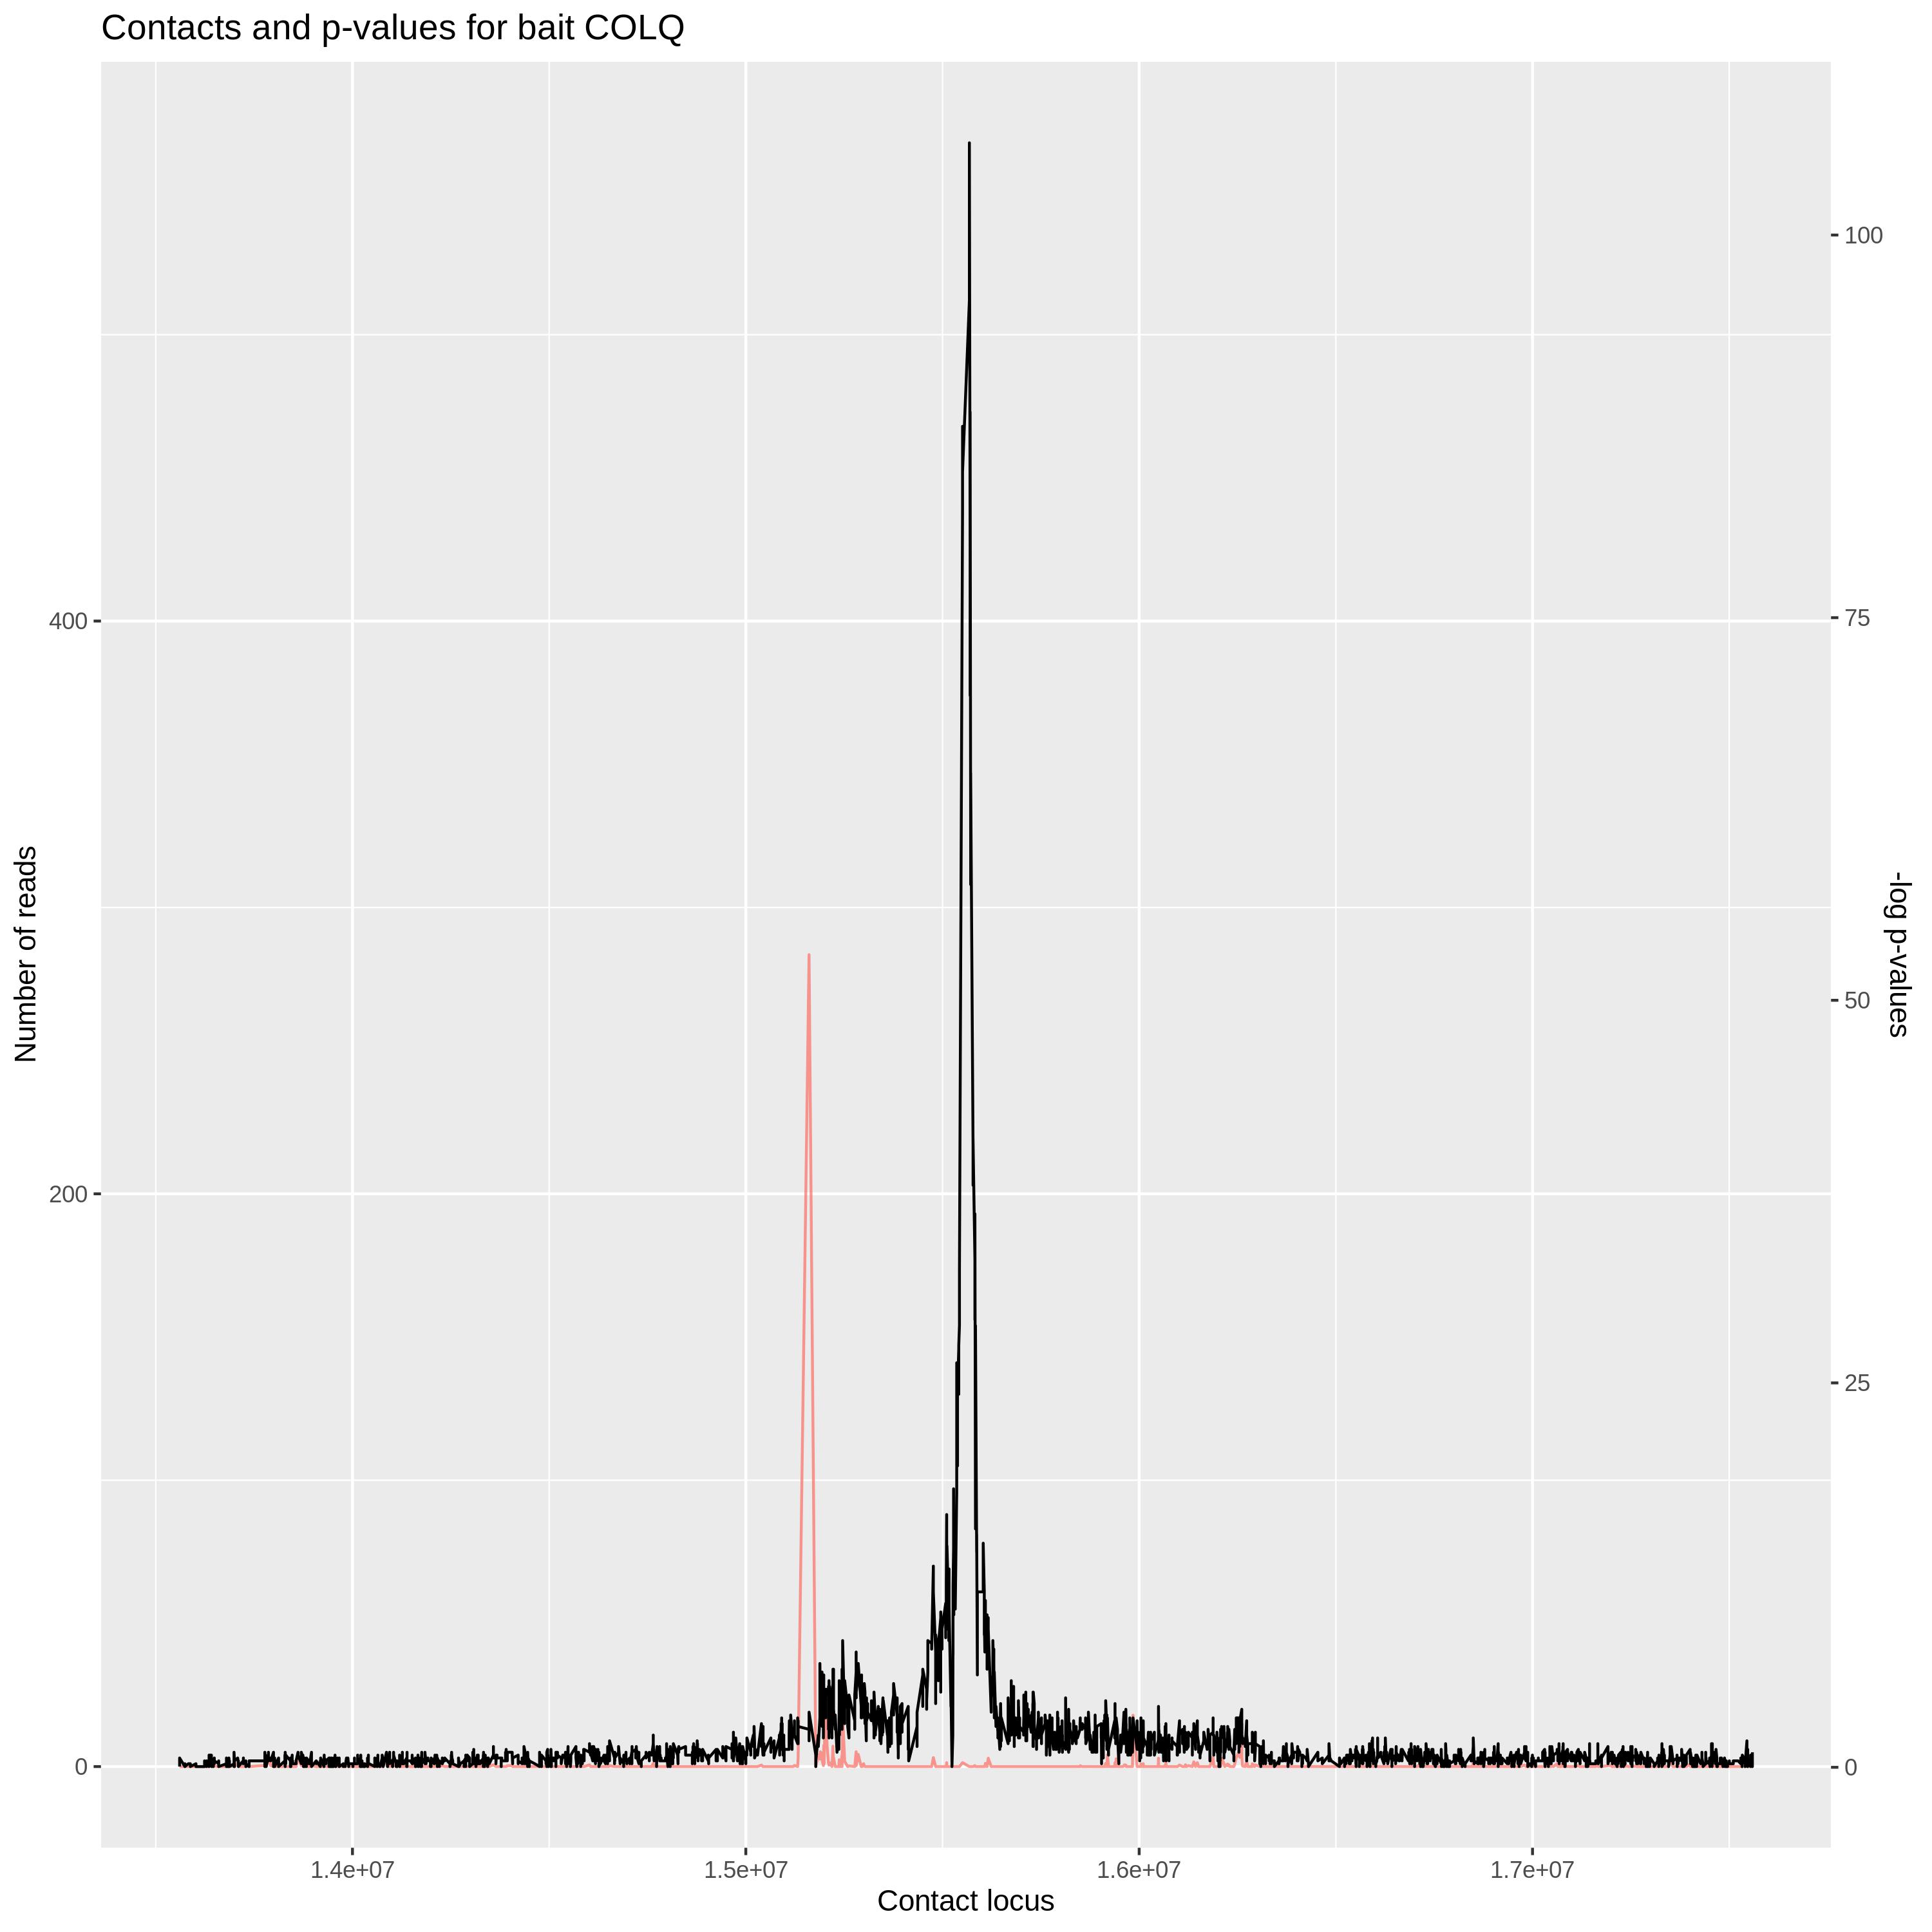 Contacts and p-values for bait COLQ
Number of reads
400
200
0
100
75
50
25
0
-log p-values
1.4e+07
1.5e+07
1.6e+07
1.7e+07
Contact locus